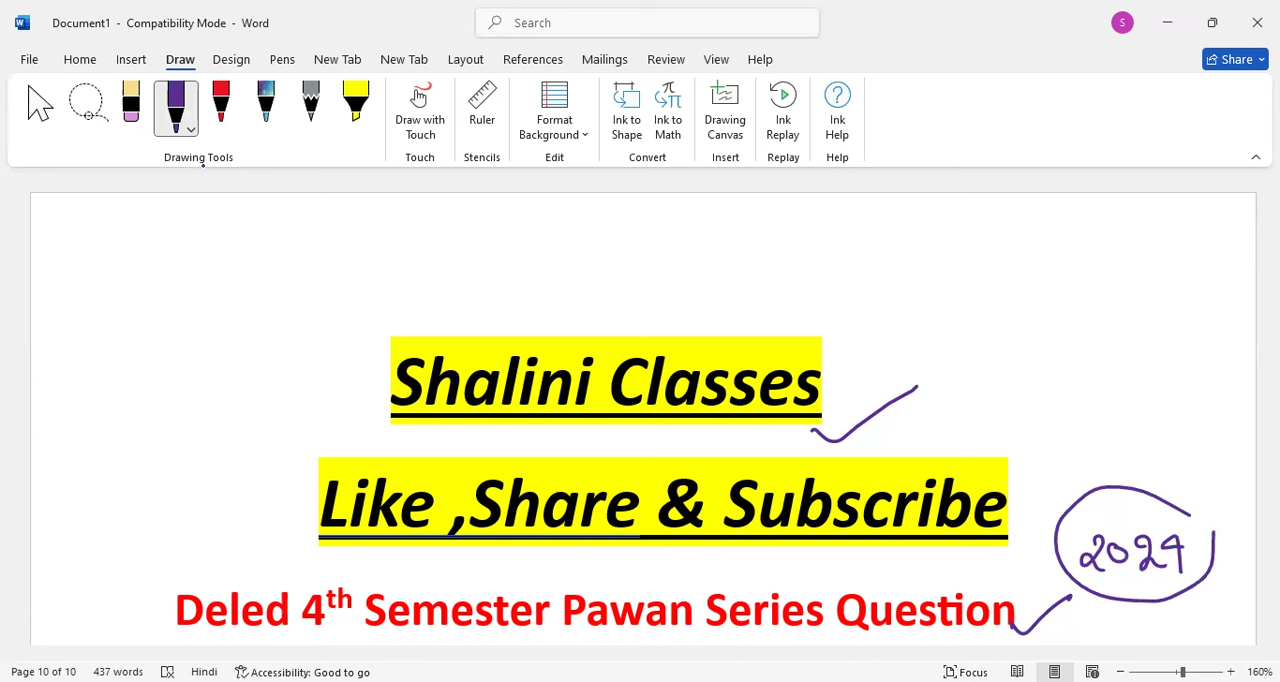 Document1 - Compatibility Mode - Word
Search
S
File Home Insert Draw Design Pens New Tab New Tab Layout References Mailings Review View Help
Share
Draw with Touch
Ruler
Format Background
Ink to Shape
Ink to Math
Drawing Canvas
Ink Replay
Ink Help
Drawing Tools Touch Stencils Edit Convert Insert Replay Help
Shalini Classes
Like ,Share & Subscribe
2024
Deled 4th Semester Pawan Series Question
Page 10 of 10 437 words Hindi Accessibility: Good to go Focus 160%